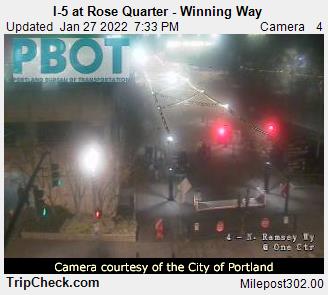 I-5 at Rose Quarter - Winning Way
Updated Jan 27 2022 7:33 PM Camera 4
PBOT
PORTLAND BUREAU OF TRANSPORTATION
4 - N. Ramsey Wy
@ One Ctr
Camera courtesy of the City of Portland
TripCheck.com Milepost302.00